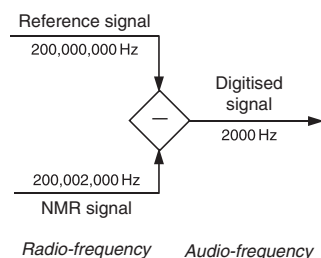 Reference signal
200,000,000 Hz
Digitised
signal
—
2000 Hz
200,002,000 Hz
NMR signal
Radio-frequency
Audio-frequency